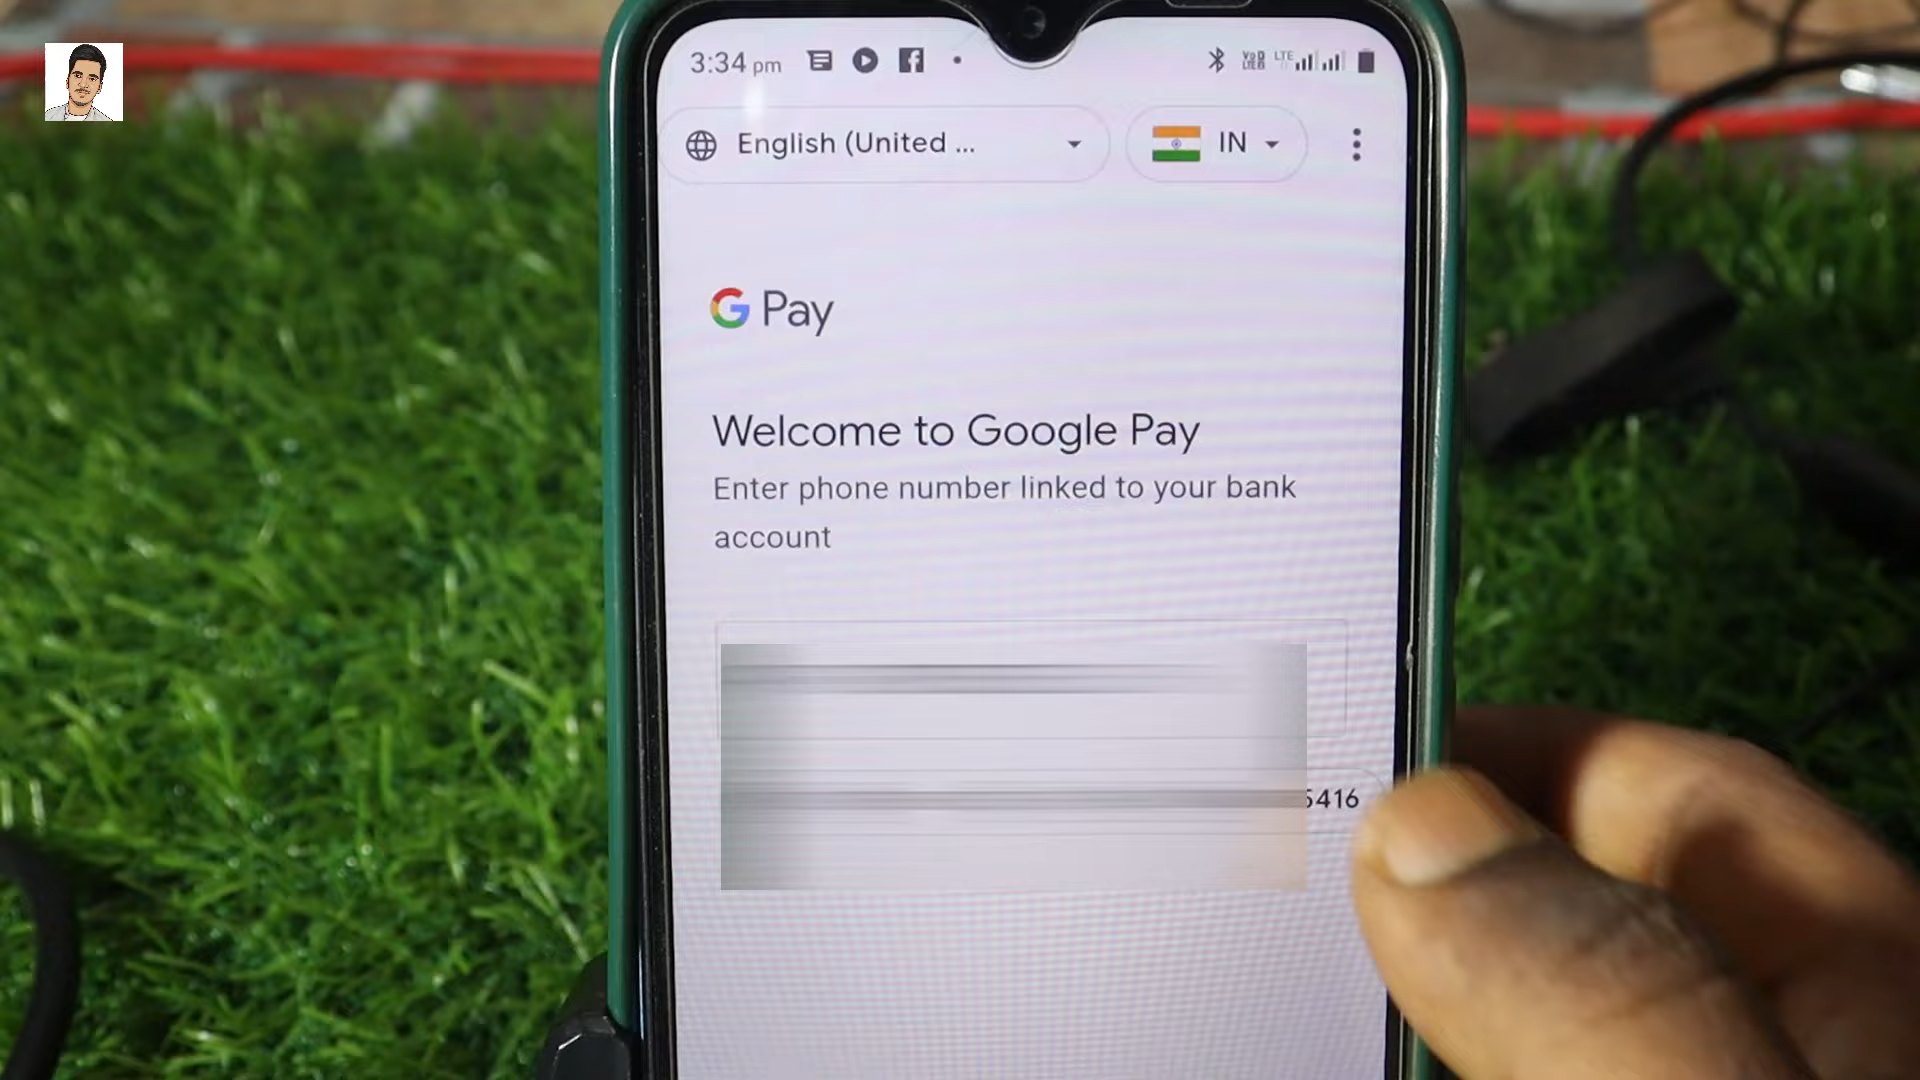 3:34 pm
English (United ...
IN
G Pay
Welcome to Google Pay
Enter phone number linked to your bank
account
5416